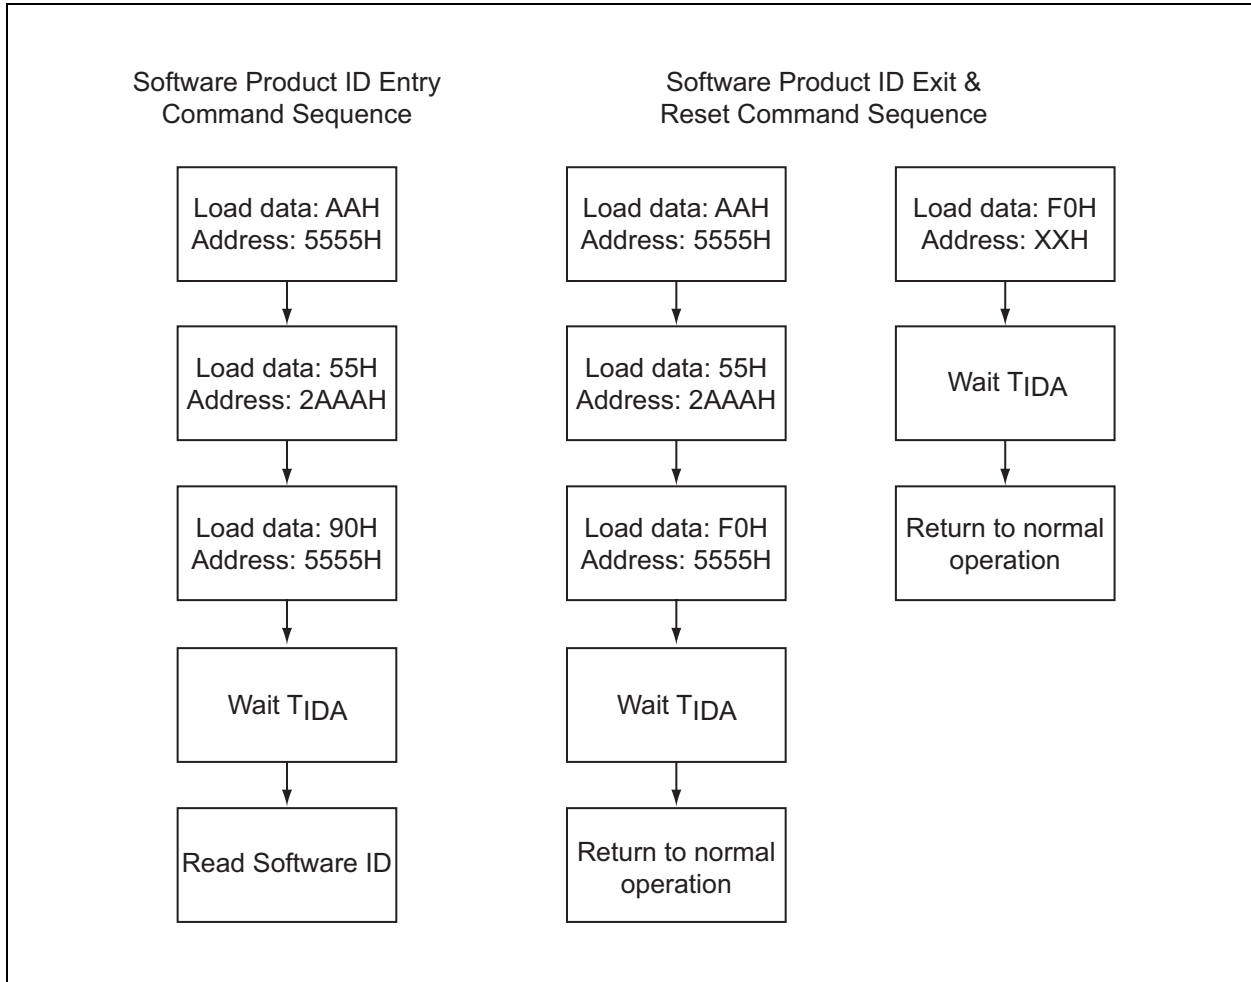 Software Product ID Entry
Command Sequence
Load data: AAH
Address: 5555H
Load data: 55H
Address: 2AAAH
Load data: 90H
Address: 5555H
Wait TIDA
Read Software ID
Software Product ID Exit &
Reset Command Sequence
Load data: AAH
Address: 5555H
Load data: 55H
Address: 2AAAH
Load data: F0H
Address: 5555H
Wait TIDA
Return to normal
operation
Load data: F0H
Address: XXH
Wait TIDA
Return to normal
operation